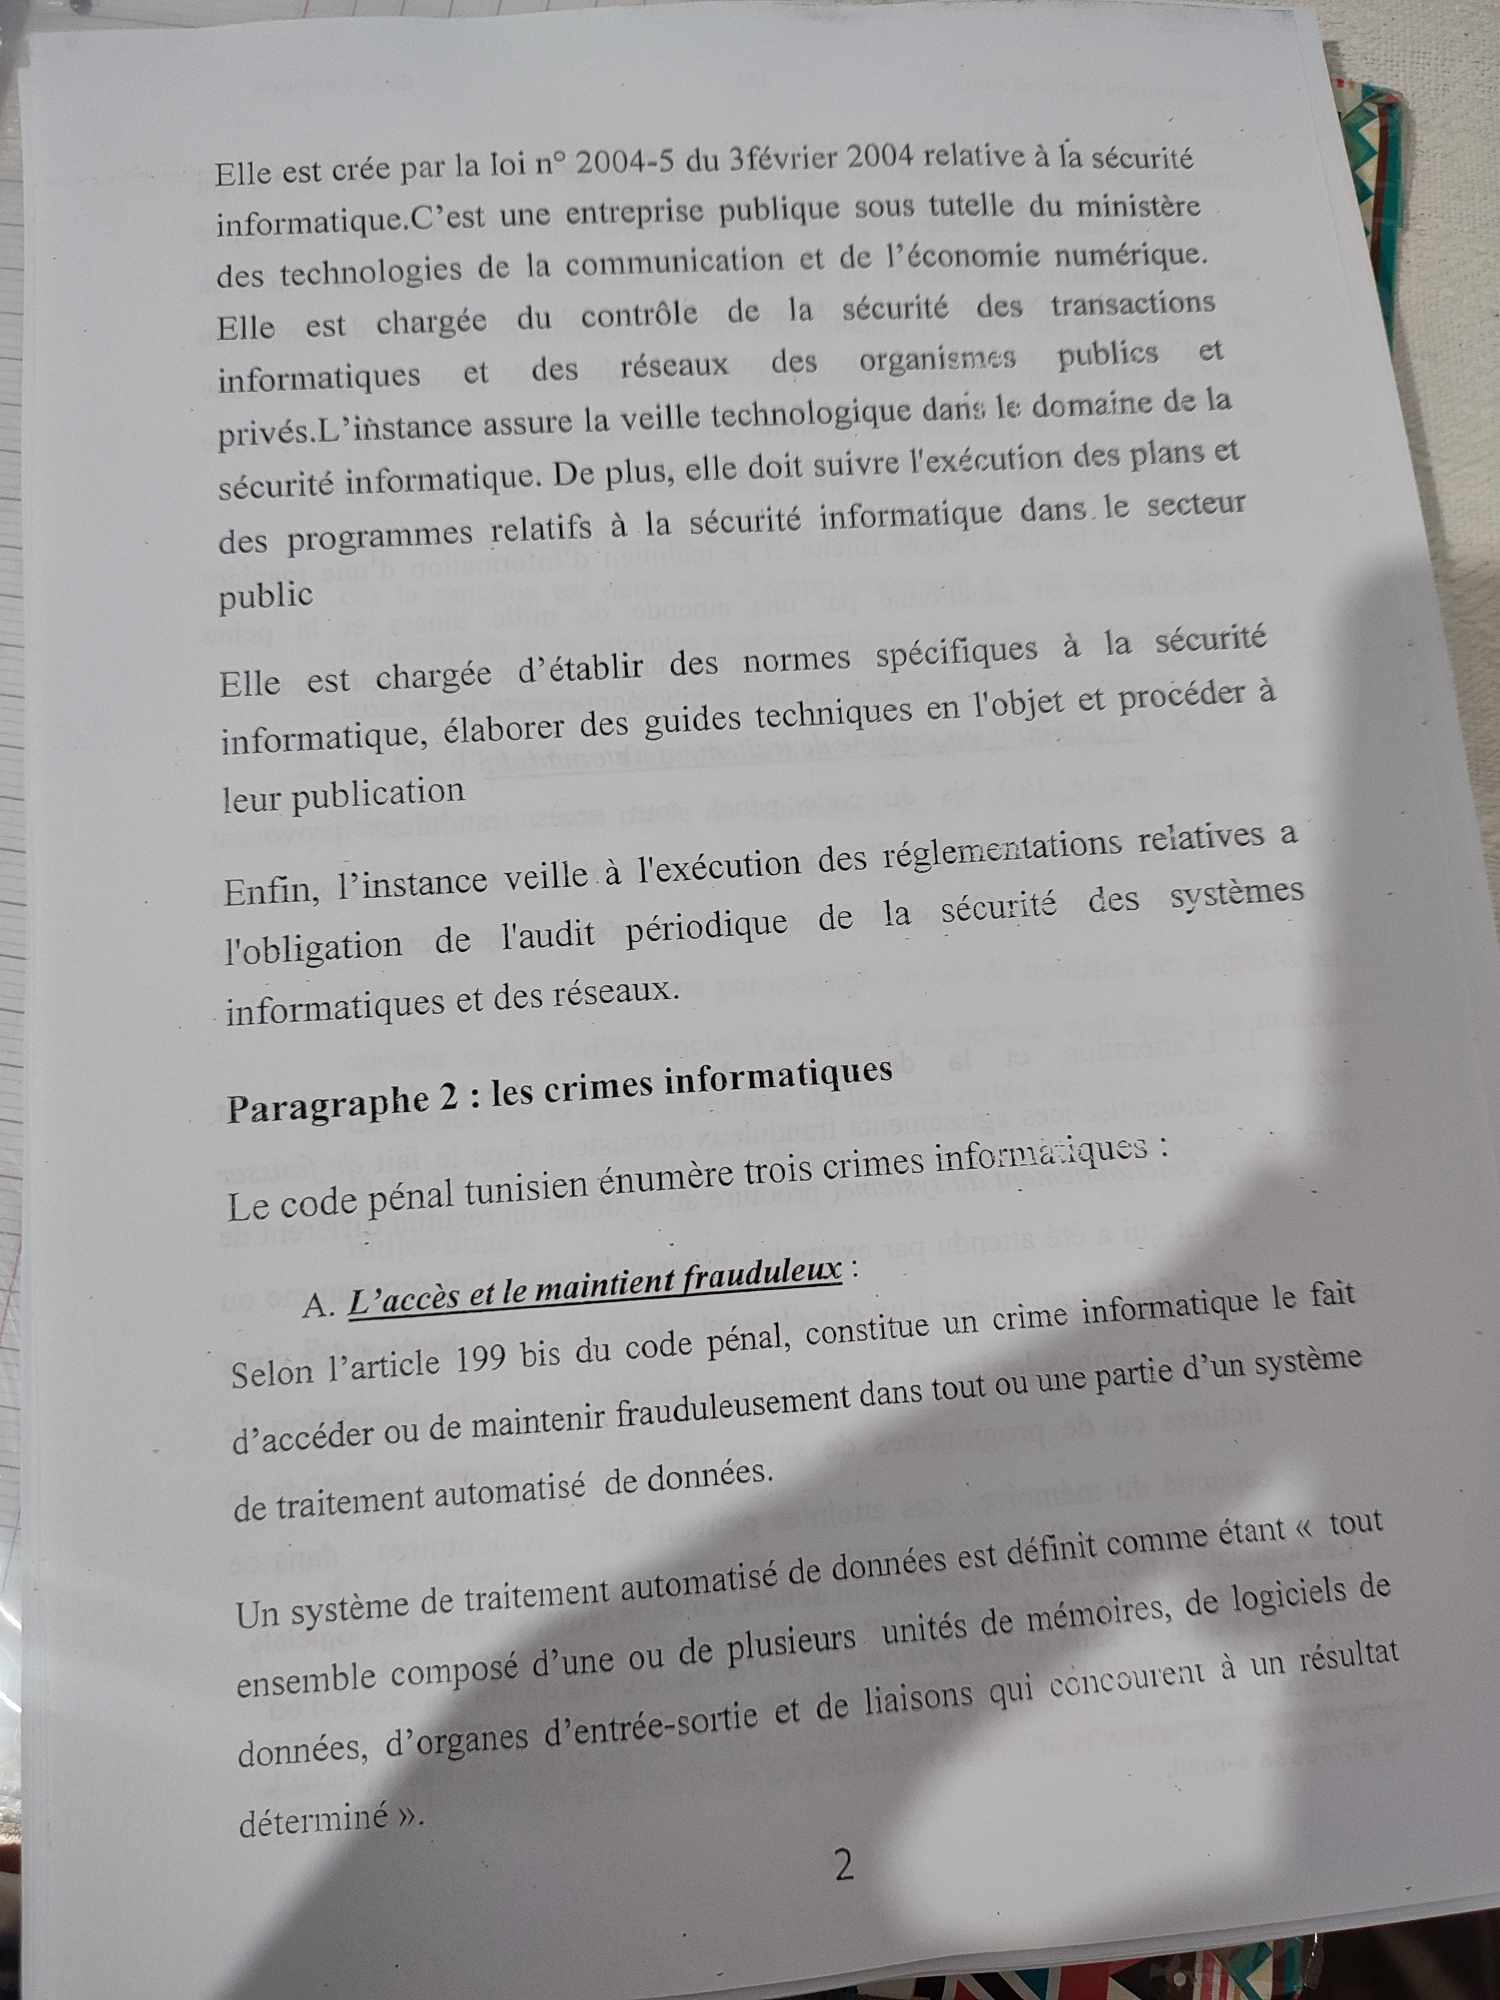 Elle est crée par la loi n° 2004-5 du 3février 2004 relative à la sécurité
informatique.C’est une entreprise publique sous tutelle du ministère
des technologies de la communication et de l’économie numérique.
Elle est chargée du contrôle de la sécurité des transactions
informatiques et des réseaux des organismes publics et
privés.L’instance assure la veille technologique dans le domaine de la
sécurité informatique. De plus, elle doit suivre l'exécution des plans et
des programmes relatifs à la sécurité informatique dans le secteur
public
Elle est chargée d’établir des normes spécifiques à la sécurité
informatique, élaborer des guides techniques en l'objet et procéder à
leur publication
Enfin, l’instance veille à l'exécution des réglementations relatives a
l'obligation de l'audit périodique de la sécurité des systèmes
informatiques et des réseaux.
Paragraphe 2 : les crimes informatiques
Le code pénal tunisien énumère trois crimes informatiques :
A. L’accès et le maintient frauduleux :
Selon l’article 199 bis du code pénal, constitue un crime informatique le fait
d’accéder ou de maintenir frauduleusement dans tout ou une partie d’un système
de traitement automatisé de données.
Un système de traitement automatisé de données est définit comme étant « tout
ensemble composé d’une ou de plusieurs unités de mémoires, de logiciels de
données, d’organes d’entrée-sortie et de liaisons qui concourent à un résultat
déterminé ».
2